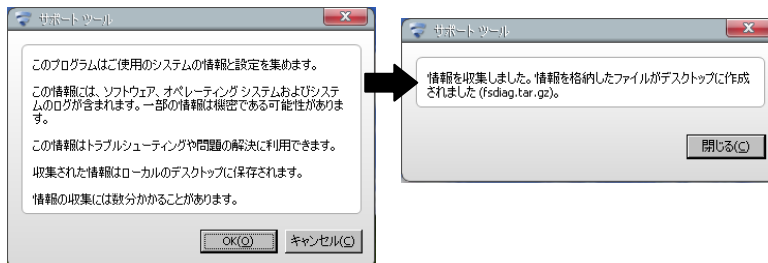 サポート ツール
このプログラムはご使用のシステムの情報と設定を集めます。
この情報には、ソフトウェア、オペレーティング システムおよびシステ
ムのログが含まれます。一部の情報は機密である可能性がありま
す。
この情報はトラブルシューティングや問題の解決に利用できます。
収集された情報はローカルのデスクトップに保存されます。
情報の収集には数分かかることがあります。
OK(O)
キャンセル(C)
サポート ツール
情報を収集しました。情報を格納したファイルがデスクトップに作成
されました (fsdiag.tar.gz)。
閉じる(C)